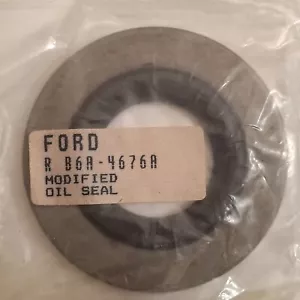 FORD
R B6A-4676A
MODIFIED
OIL SEAL